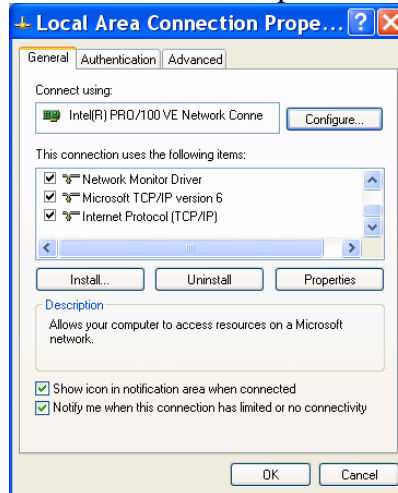 Local Area Connection Prope...
General Authentication Advanced
Connect using:
Intel(R) PRO/100 VE Network Conne Configure...
This connection uses the following items:
Network Monitor Driver
Microsoft TCP/IP version 6
Internet Protocol (TCP/IP)
Install... Uninstall Properties
Description
Allows your computer to access resources on a Microsoft
network.
Show icon in notification area when connected
Notify me when this connection has limited or no connectivity
OK Cancel